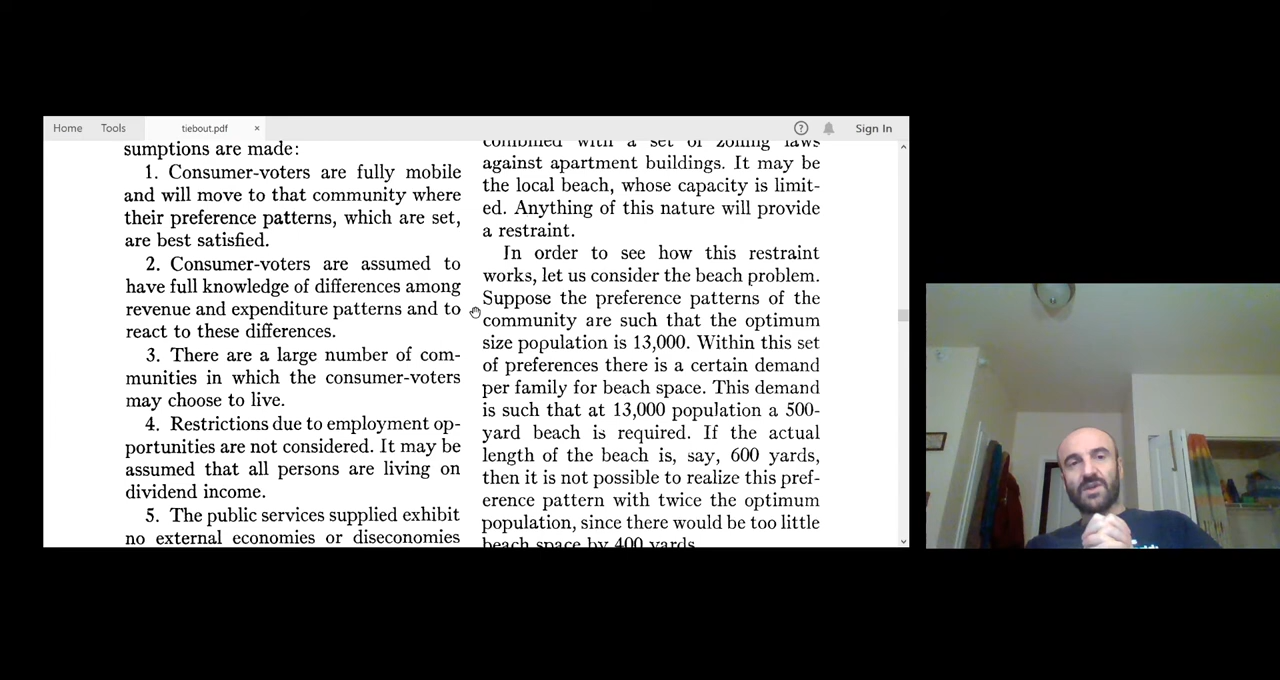 Home Tools tiebout.pdf × ? Sign In
sumptions are made:
1. Consumer-voters are fully mobile
and will move to that community where
their preference patterns, which are set,
are best satisfied.
2. Consumer-voters are assumed to
have full knowledge of differences among
revenue and expenditure patterns and to
react to these differences.
3. There are a large number of com-
munities in which the consumer-voters
may choose to live.
4. Restrictions due to employment op-
portunities are not considered. It may be
assumed that all persons are living on
dividend income.
5. The public services supplied exhibit
no external economies or diseconomies
combined with a set of zoning laws
against apartment buildings. It may be
the local beach, whose capacity is limit-
ed. Anything of this nature will provide
a restraint.
In order to see how this restraint
works, let us consider the beach problem.
Suppose the preference patterns of the
community are such that the optimum
size population is 13,000. Within this set
of preferences there is a certain demand
per family for beach space. This demand
is such that at 13,000 population a 500-
yard beach is required. If the actual
length of the beach is, say, 600 yards,
then it is not possible to realize this pref-
erence pattern with twice the optimum
population, since there would be too little
beach space by 400 yards.